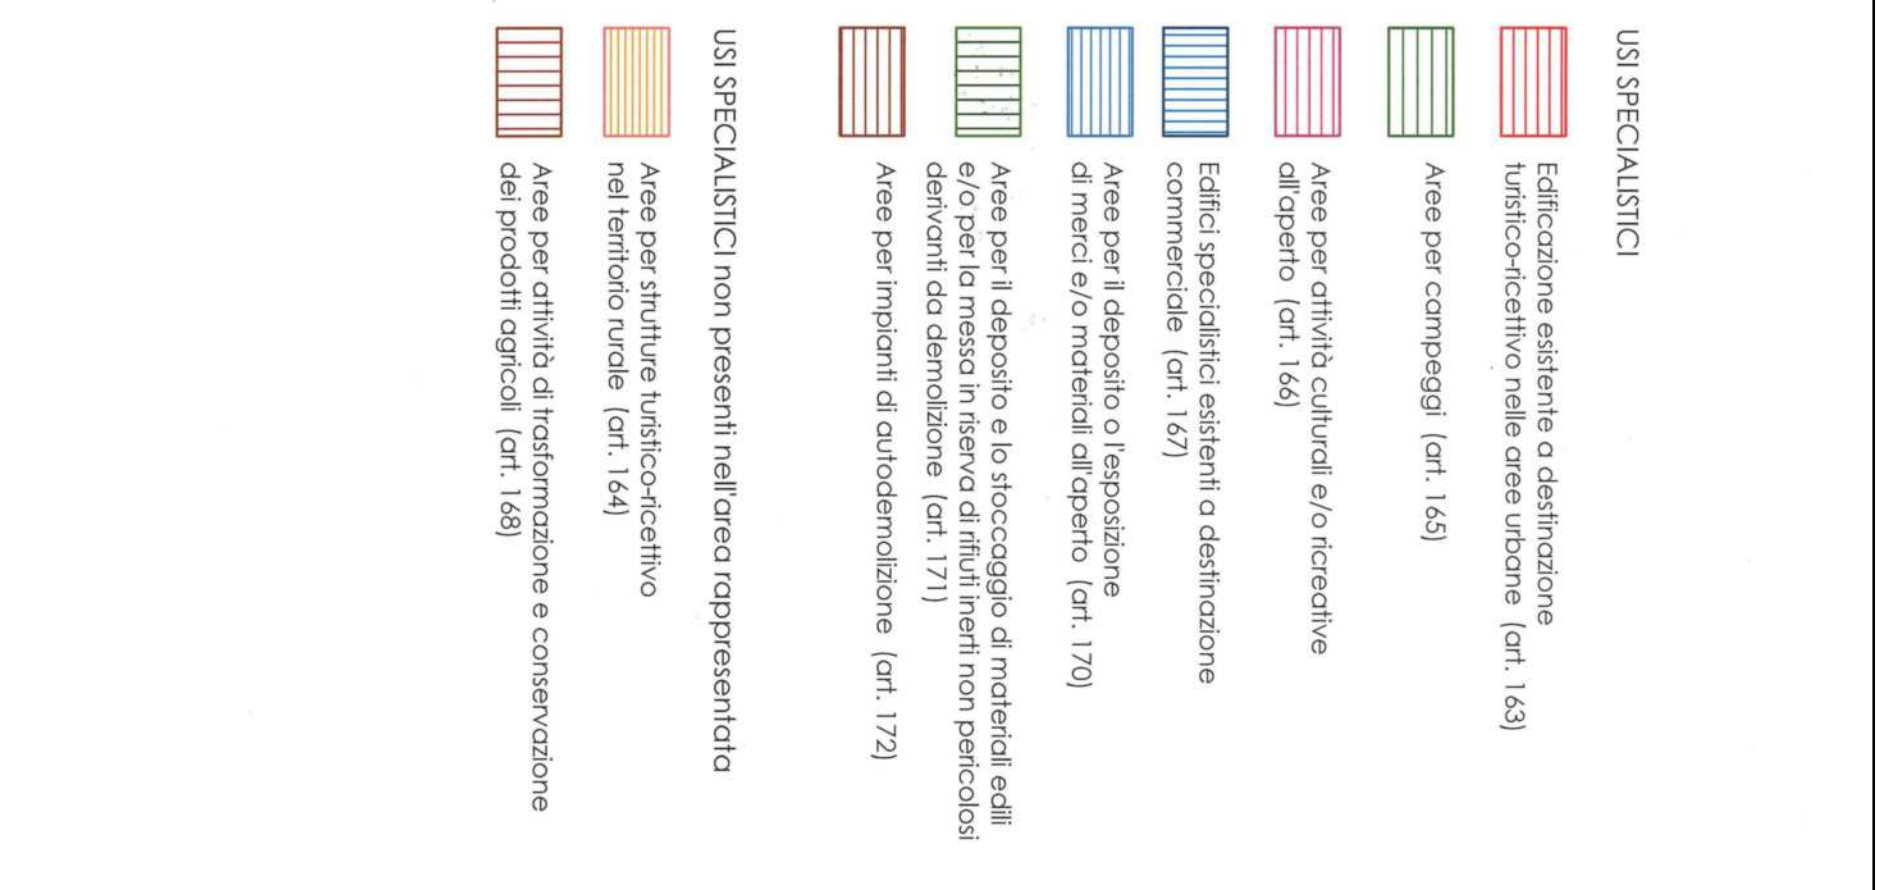 USI SPECIALISTICI
Edificazione esistente a destinazione
turistico-ricettivo nelle aree urbane (art. 163)
Aree per campeggi (art. 165)
Aree per attività culturali e/o ricreative
all'aperto (art. 166)
Edifici specialistici esistenti a destinazione
commerciale (art. 167)
Aree per il deposito o l'esposizione
di merci e/o materiali all'aperto (art. 170)
Aree per il deposito e lo stoccaggio di materiali edili
e/o per la messa in riserva di rifiuti inerti non pericolosi
derivanti da demolizione (art. 171)
Aree per impianti di autodemolizione (art. 172)
USI SPECIALISTICI non presenti nell'area rappresentata
Aree per strutture turistico-ricettivo
nel territorio rurale (art. 164)
Aree per attività di trasformazione e conservazione
dei prodotti agricoli (art. 168)